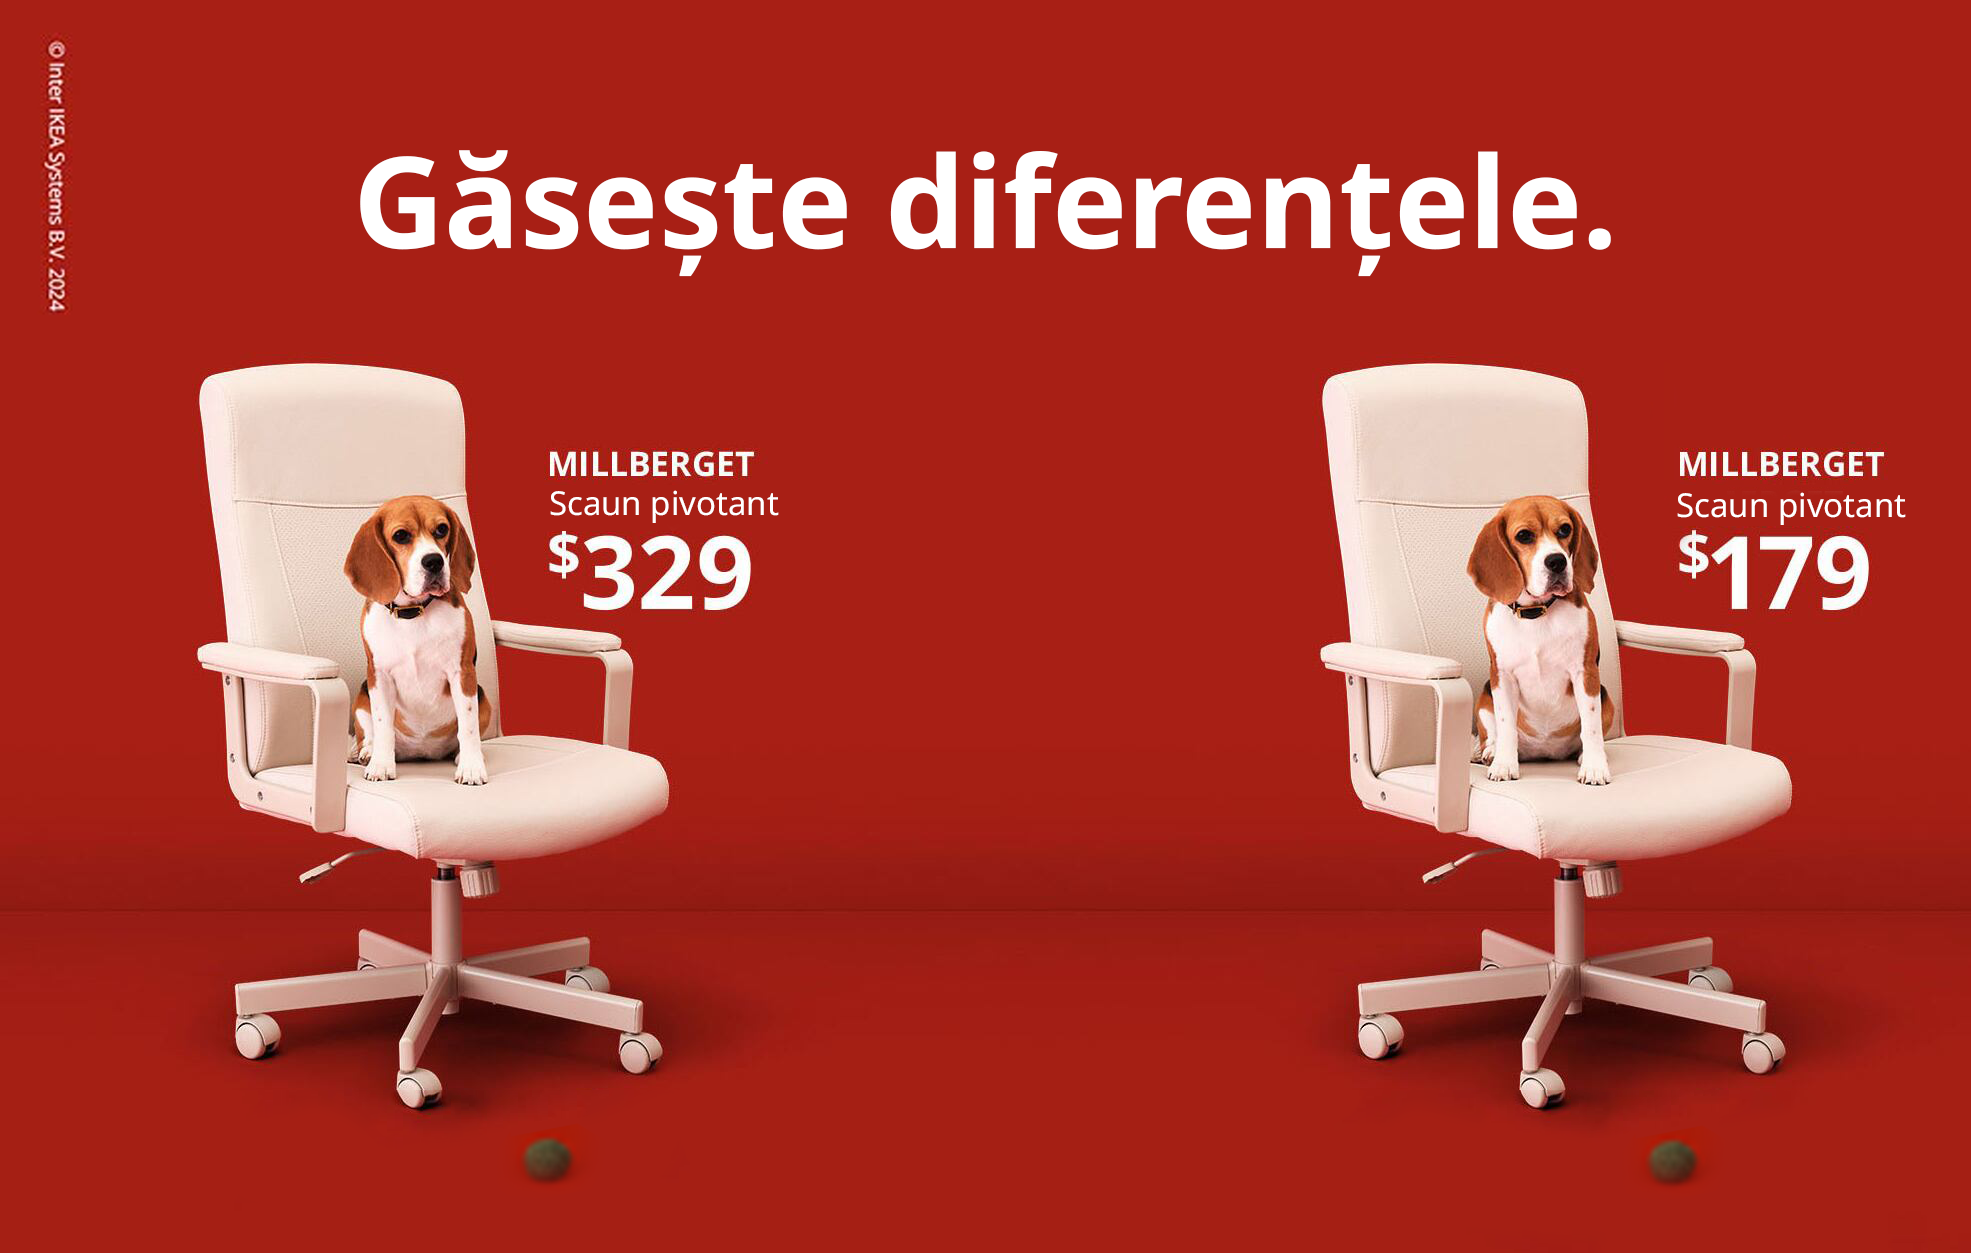 © Inter IKEA Systems B.V. 2024
Găsește diferențele.
MILLBERGET
Scaun pivotant
$329
MILLBERGET
Scaun pivotant
$179